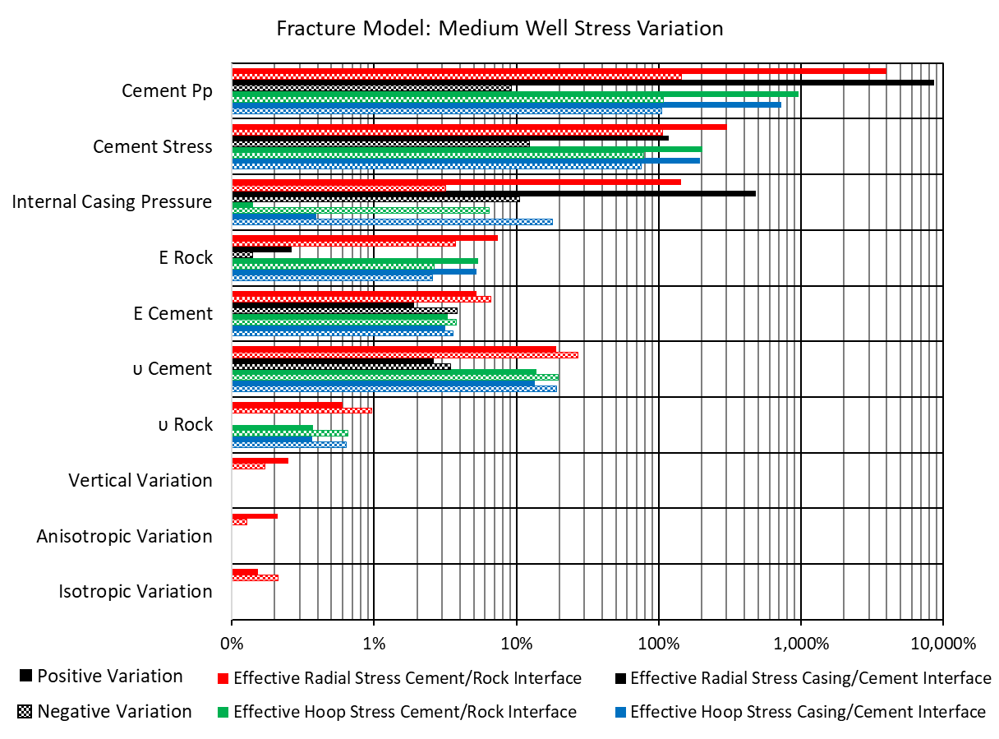 Fracture Model: Medium Well Stress Variation
Cement Pp
Cement Stress
Internal Casing Pressure
E Rock
E Cement
υ Cement
υ Rock
Vertical Variation
Anisotropic Variation
Isotropic Variation
0% 1% 10% 100% 1,000% 10,000%
Positive Variation Effective Radial Stress Cement/Rock Interface Effective Radial Stress Casing/Cement Interface
Negative Variation Effective Hoop Stress Cement/Rock Interface Effective Hoop Stress Casing/Cement Interface